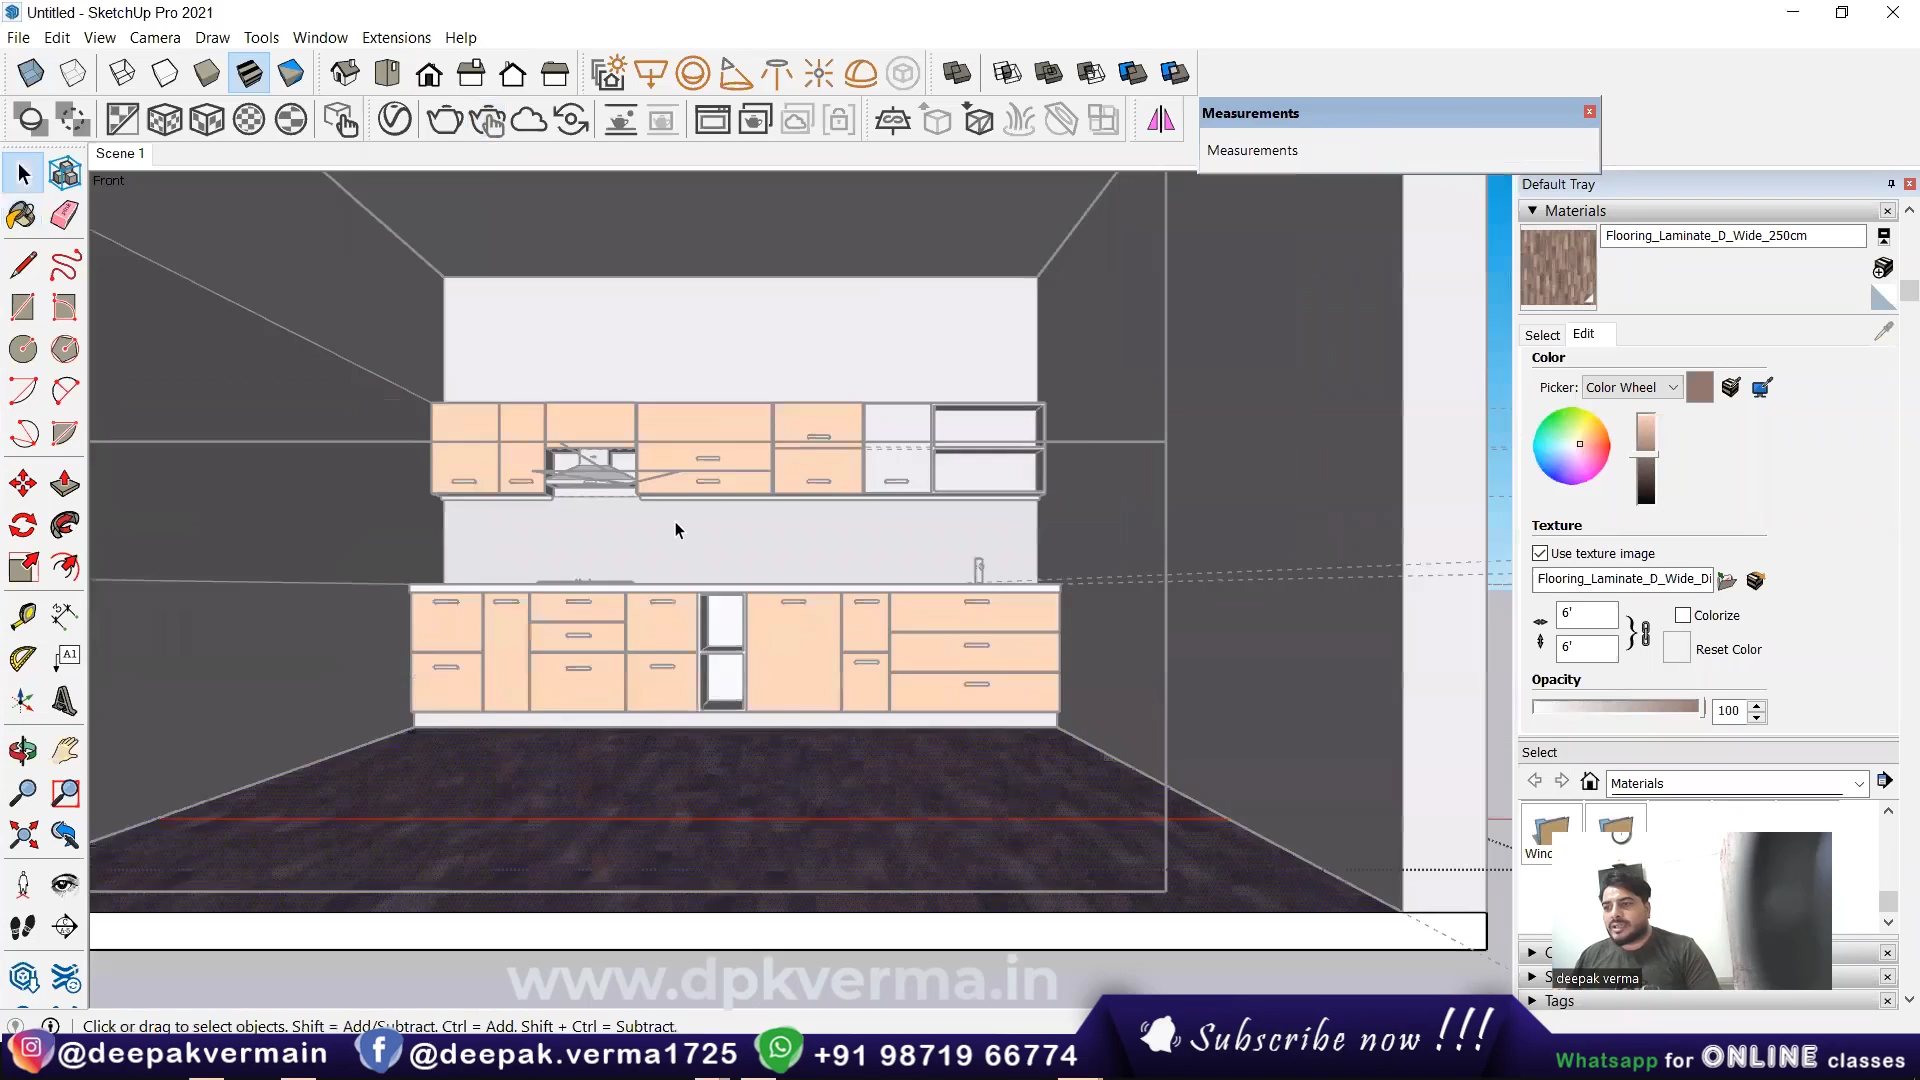 Untitled - SketchUp Pro 2021
File Edit View Camera Draw Tools Window Extensions Help
Measurements
Measurements
Scene 1
Front
Default Tray
Materials
Flooring_Laminate_D_Wide_250cm
Select Edit
Color
Picker: Color Wheel
Texture
Use texture image
Flooring_Laminate_D_Wide_Di
6'
Colorize
6'
Reset Color
Opacity
100
Select
Materials
Wind
A1
deepak verma
Tags
www.dpkverma.in
Click or drag to select objects. Shift = Add/Subtract. Ctrl = Add. Shift + Ctrl = Subtract.
@deepakvermain @deepak.verma1725 +91 98719 66774
Subscribe now !!!
Whatsapp for ONLINE classes